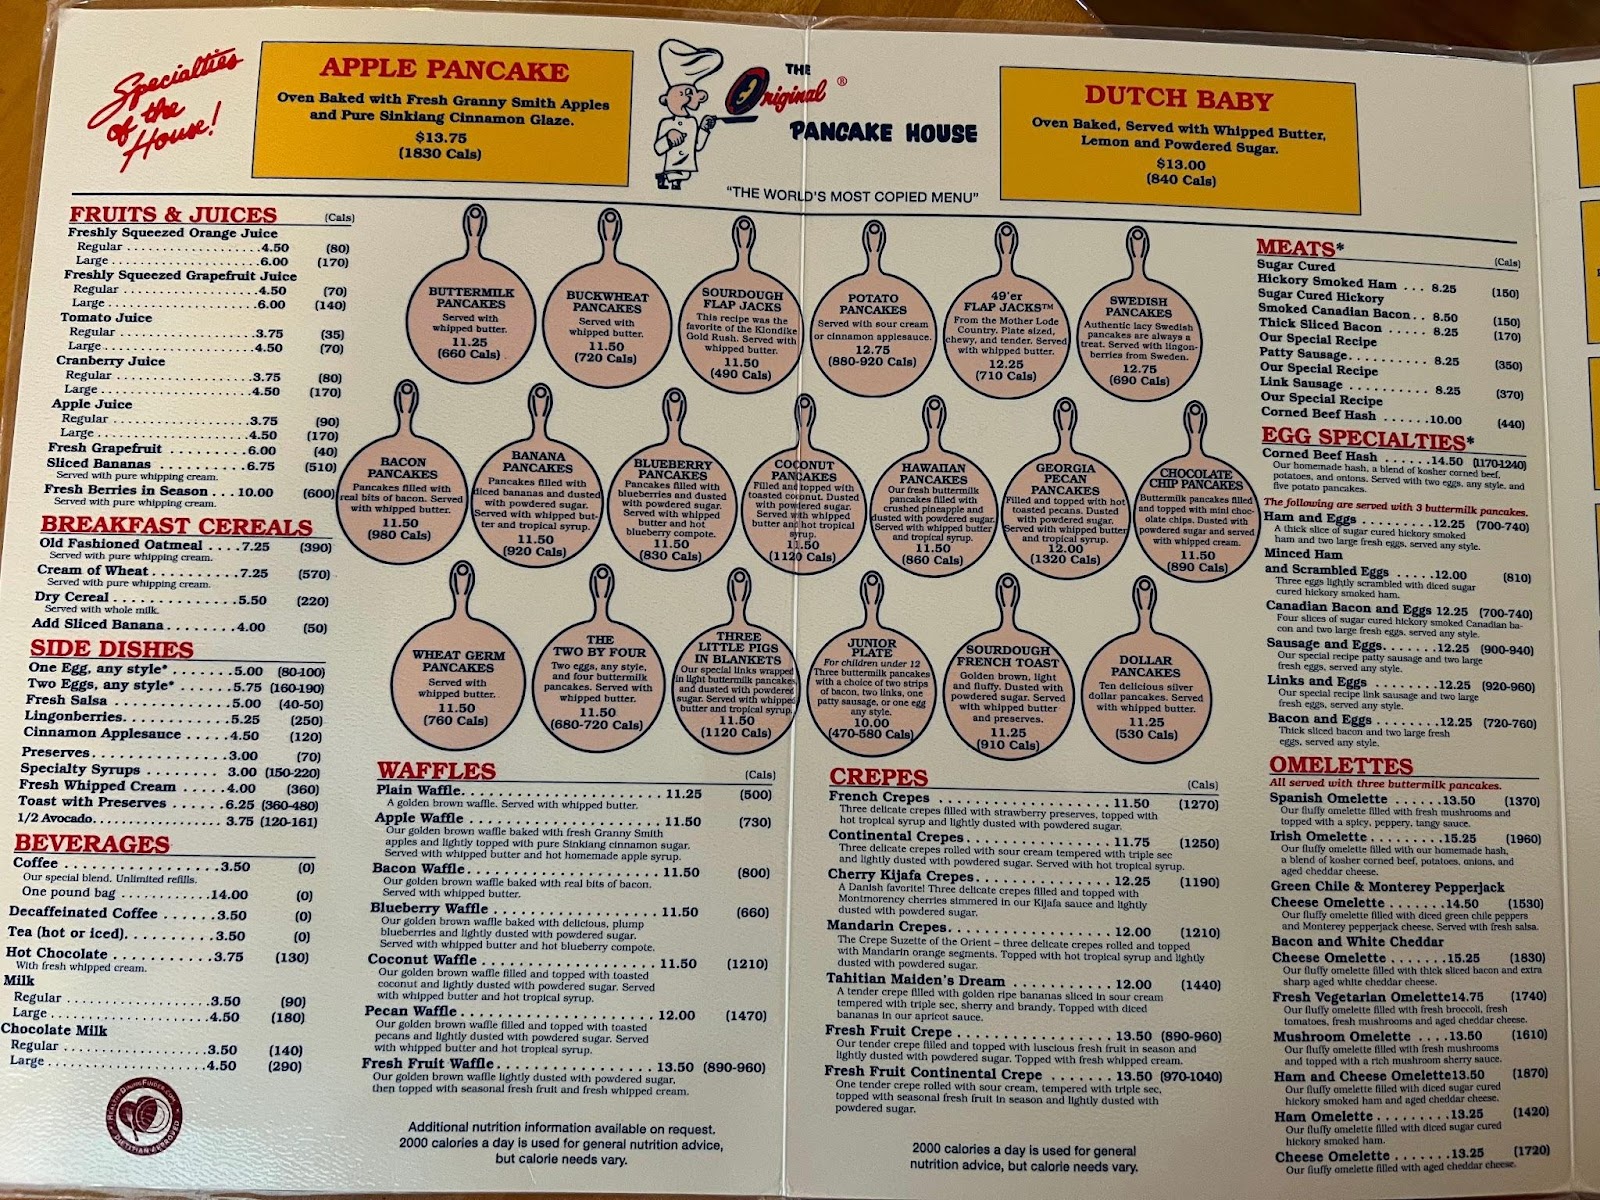 Specialties
of the
House!
APPLE PANCAKE
Oven Baked with Fresh Granny Smith Apples
and Pure Sinkiang Cinnamon Glaze.
$13.75
(1830 Cals)
THE
Original ®
PANCAKE HOUSE
"THE WORLD'S MOST COPIED MENU"
DUTCH BABY
Oven Baked, Served with Whipped Butter,
Lemon and Powdered Sugar.
$13.00
(840 Cals)
FRUITS & JUICES (Cals)
Freshly Squeezed Orange Juice
Regular ....................4.50 (80)
Large .......................6.00 (170)
Freshly Squeezed Grapefruit Juice
Regular ....................4.50 (70)
Large .......................6.00 (140)
Tomato Juice
Regular ....................3.75 (35)
Large .......................4.50 (70)
Cranberry Juice
Regular ....................3.75 (80)
Large .......................4.50 (170)
Apple Juice
Regular ....................3.75 (90)
Large .......................4.50 (170)
Fresh Grapefruit ...........6.00 (40)
Sliced Bananas .............6.75 (510)
Served with pure whipping cream.
Fresh Berries in Season ...10.00 (600)
Served with pure whipping cream.
BREAKFAST CEREALS
Old Fashioned Oatmeal ....7.25 (390)
Served with pure whipping cream.
Cream of Wheat ..........7.25 (570)
Served with pure whipping cream.
Dry Cereal ...............5.50 (220)
Served with whole milk.
Add Sliced Banana........4.00 (50)
SIDE DISHES
One Egg, any style* .......5.00 (80-100)
Two Eggs, any style* ......5.75 (160-190)
Fresh Salsa ...............5.00 (40-50)
Lingonberries.............5.25 (250)
Cinnamon Applesauce .....4.50 (120)
Preserves.................3.00 (70)
Specialty Syrups ..........3.00 (150-220)
Fresh Whipped Cream .....4.00 (360)
Toast with Preserves ......6.25 (360-480)
1/2 Avocado...............3.75 (120-161)
BEVERAGES
Coffee ....................3.50 (0)
Our special blend. Unlimited refills.
One pound bag ............14.00 (0)
Decaffeinated Coffee ......3.50 (0)
Tea (hot or iced)...........3.50 (0)
Hot Chocolate .............3.75 (130)
With fresh whipped cream.
Milk
Regular ...................3.50 (90)
Large .....................4.50 (180)
Chocolate Milk
Regular ...................3.50 (140)
Large .....................4.50 (290)
HEALTHYDININGFINDER.COM
DIETITIAN APPROVED
BUTTERMILK
PANCAKES
Served with
whipped butter.
11.25
(660 Cals)
BUCKWHEAT
PANCAKES
Served with
whipped butter.
11.50
(720 Cals)
SOURDOUGH
FLAP JACKS
This recipe was the
favorite of the Klondike
Gold Rush. Served with
whipped butter.
11.50
(490 Cals)
POTATO
PANCAKES
Served with sour cream
or cinnamon applesauce.
12.75
(880-920 Cals)
49'er
FLAP JACKS™
From the Mother Lode
Country. Plate sized,
chewy, and tender. Served
with whipped butter.
12.25
(710 Cals)
SWEDISH
PANCAKES
Authentic lacy Swedish
pancakes are always a
treat. Served with lingon-
berries from Sweden.
12.75
(690 Cals)
BACON
PANCAKES
Pancakes filled with
real bits of bacon. Served
with whipped butter.
11.50
(980 Cals)
BANANA
PANCAKES
Pancakes filled with
diced bananas and dusted
with powdered sugar.
Served with whipped but-
ter and tropical syrup.
11.50
(920 Cals)
BLUEBERRY
PANCAKES
Pancakes filled with
blueberries and dusted
with powdered sugar.
Served with whipped
butter and hot
blueberry compote.
11.50
(830 Cals)
COCONUT
PANCAKES
Filled and topped with
toasted coconut. Dusted
with powdered sugar.
Served with whipped
butter and hot tropical
syrup.
11.50
(1120 Cals)
HAWAIIAN
PANCAKES
Our fresh buttermilk
pancakes filled with
crushed pineapple and
dusted with powdered sugar.
Served with whipped butter
and tropical syrup.
11.50
(860 Cals)
GEORGIA
PECAN
PANCAKES
Filled and topped with hot
toasted pecans. Dusted
with powdered sugar.
Served with whipped butter
and tropical syrup.
12.00
(1320 Cals)
CHOCOLATE
CHIP PANCAKES
Buttermilk pancakes filled
and topped with mini choc-
olate chips. Dusted with
powdered sugar and served
with whipped cream.
11.50
(890 Cals)
WHEAT GERM
PANCAKES
Served with
whipped butter.
11.50
(760 Cals)
THE
TWO BY FOUR
Two eggs, any style,
and four buttermilk
pancakes. Served with
whipped butter.
11.50
(680-720 Cals)
THREE
LITTLE PIGS
IN BLANKETS
Our special links wrapped
in light buttermilk pancakes
and dusted with powdered
sugar. Served with whipped
butter and tropical syrup.
11.50
(1120 Cals)
JUNIOR
PLATE
For children under 12
Three buttermilk pancakes
with a choice of two strips
of bacon, two links, one
patty sausage, or one egg
any style.
10.00
(470-580 Cals)
SOURDOUGH
FRENCH TOAST
Golden brown, light
and fluffy. Dusted with
powdered sugar. Served
with whipped butter
and preserves.
11.25
(910 Cals)
DOLLAR
PANCAKES
Ten delicious silver
dollar pancakes. Served
with whipped butter.
11.25
(530 Cals)
WAFFLES (Cals)
Plain Waffle..............................11.25 (500)
A golden brown waffle. Served with whipped butter.
Apple Waffle .............................11.50 (730)
Our golden brown waffle baked with fresh Granny Smith
apples and lightly topped with pure Sinkiang cinnamon sugar.
Served with whipped butter and hot homemade apple syrup.
Bacon Waffle.............................11.50 (800)
Our golden brown waffle baked with real bits of bacon.
Served with whipped butter.
Blueberry Waffle ........................11.50 (660)
Our golden brown waffle baked with delicious, plump
blueberries and lightly dusted with powdered sugar.
Served with whipped butter and hot blueberry compote.
Coconut Waffle ..........................11.50 (1210)
Our golden brown waffle filled and topped with toasted
coconut and lightly dusted with powdered sugar. Served
with whipped butter and hot tropical syrup.
Pecan Waffle .............................12.00 (1470)
Our golden brown waffle filled and topped with toasted
pecans and lightly dusted with powdered sugar. Served
with whipped butter and hot tropical syrup.
Fresh Fruit Waffle.......................13.50 (890-960)
Our golden brown waffle lightly dusted with powdered sugar,
then topped with seasonal fresh fruit and fresh whipped cream.
Additional nutrition information available on request.
2000 calories a day is used for general nutrition advice,
but calorie needs vary.
CREPES (Cals)
French Crepes ............................11.50 (1270)
Three delicate crepes filled with strawberry preserves, topped with
hot tropical syrup and lightly dusted with powdered sugar.
Continental Crepes.......................11.75 (1250)
Three delicate crepes rolled with sour cream tempered with triple sec
and lightly dusted with powdered sugar. Served with hot tropical syrup.
Cherry Kijafa Crepes.....................12.25 (1190)
A Danish favorite! Three delicate crepes filled and topped with
Montmorency cherries simmered in our Kijafa sauce and lightly
dusted with powdered sugar.
Mandarin Crepes.........................12.00 (1210)
The Crepe Suzette of the Orient – three delicate crepes rolled and topped
with Mandarin orange segments. Topped with hot tropical syrup and lightly
dusted with powdered sugar.
Tahitian Maiden's Dream ................12.00 (1440)
A tender crepe filled with golden ripe bananas sliced in sour cream
tempered with triple sec, sherry and brandy. Topped with diced
bananas in our apricot sauce.
Fresh Fruit Crepe ........................13.50 (890-960)
Our tender crepe filled and topped with luscious fresh fruit in season and
lightly dusted with powdered sugar. Topped with fresh whipped cream.
Fresh Fruit Continental Crepe ........13.50 (970-1040)
One tender crepe rolled with sour cream, tempered with triple sec,
topped with seasonal fresh fruit in season and lightly dusted with
powdered sugar.
2000 calories a day is used for general
nutrition advice, but calorie needs vary.
MEATS* (Cals)
Sugar Cured
Hickory Smoked Ham ... 8.25 (150)
Sugar Cured Hickory
Smoked Canadian Bacon.. 8.50 (150)
Thick Sliced Bacon ...... 8.25 (170)
Our Special Recipe
Patty Sausage............ 8.25 (350)
Our Special Recipe
Link Sausage ............ 8.25 (370)
Our Special Recipe
Corned Beef Hash ......10.00 (440)
EGG SPECIALTIES*
Corned Beef Hash .......14.50 (1170-1240)
Our homemade hash, a blend of kosher corned beef,
potatoes, and onions. Served with two eggs, any style, and
five potato pancakes.
The following are served with 3 buttermilk pancakes.
Ham and Eggs ...........12.25 (700-740)
A thick slice of sugar cured hickory smoked
ham and two large fresh eggs, served any style.
Minced Ham
and Scrambled Eggs .....12.00 (810)
Three eggs lightly scrambled with diced sugar
cured hickory smoked ham.
Canadian Bacon and Eggs 12.25 (700-740)
Four slices of sugar cured hickory smoked Canadian ba-
con and two large fresh eggs, served any style.
Sausage and Eggs........12.25 (900-940)
Our special recipe patty sausage and two large
fresh eggs, served any style.
Links and Eggs ..........12.25 (920-960)
Our special recipe link sausage and two large
fresh eggs, served any style.
Bacon and Eggs .........12.25 (720-760)
Thick sliced bacon and two large fresh
eggs, served any style.
OMELETTES
All served with three buttermilk pancakes.
Spanish Omelette .......13.50 (1370)
Our fluffy omelette filled with fresh mushrooms and
topped with a spicy, peppery, tangy sauce.
Irish Omelette...........15.25 (1960)
Our fluffy omelette filled with our homemade hash,
a blend of kosher corned beef, potatoes, onions, and
aged cheddar cheese.
Green Chile & Monterey Pepperjack
Cheese Omelette ........14.50 (1530)
Our fluffy omelette filled with diced green chile peppers
and Monterey pepperjack cheese. Served with fresh salsa.
Bacon and White Cheddar
Cheese Omelette ........15.25 (1830)
Our fluffy omelette filled with thick sliced bacon and extra
sharp aged white cheddar cheese.
Fresh Vegetarian Omelette14.75 (1740)
Our fluffy omelette filled with fresh broccoli, fresh
tomatoes, fresh mushrooms and aged cheddar cheese.
Mushroom Omelette ....13.50 (1610)
Our fluffy omelette filled with fresh mushrooms
and topped with a rich mushroom sherry sauce.
Ham and Cheese Omelette13.50 (1870)
Our fluffy omelette filled with diced sugar cured
hickory smoked ham and aged cheddar cheese.
Ham Omelette ...........13.25 (1420)
Our fluffy omelette filled with diced sugar cured
hickory smoked ham.
Cheese Omelette ........13.25 (1720)
Our fluffy omelette filled with aged cheddar cheese.